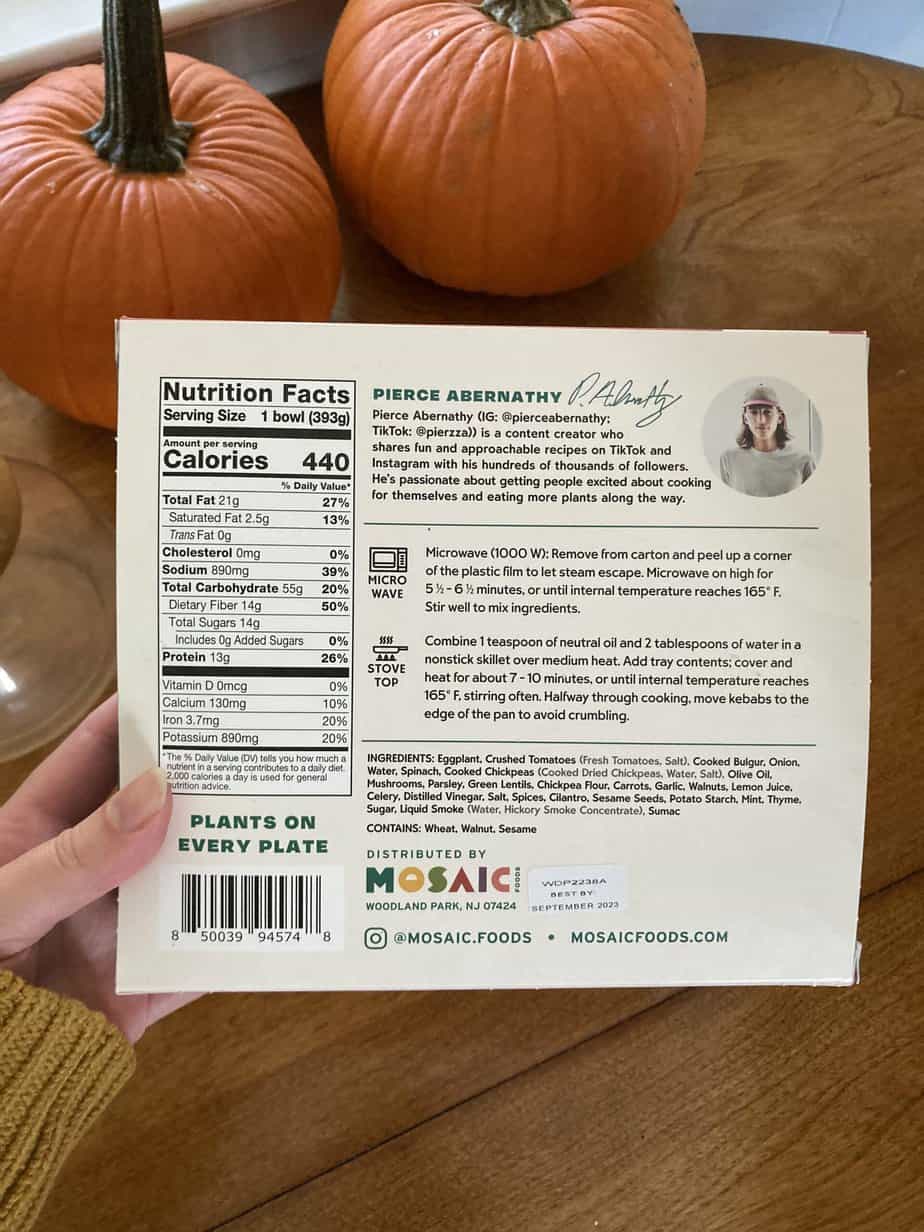 Nutrition Facts
Serving Size 1 bowl (393g)
Amount per serving
Calories 440
% Daily Value*
Total Fat 21g 27%
Saturated Fat 2.5g 13%
Trans Fat 0g
Cholesterol 0mg 0%
Sodium 890mg 39%
Total Carbohydrate 55g 20%
Dietary Fiber 14g 50%
Total Sugars 14g
Includes 0g Added Sugars 0%
Protein 13g 26%
Vitamin D 0mcg 0%
Calcium 130mg 10%
Iron 3.7mg 20%
Potassium 890mg 20%
*The % Daily Value (DV) tells you how much a
nutrient in a serving contributes to a daily diet.
2,000 calories a day is used for general
nutrition advice.
PLANTS ON
EVERY PLATE
8 50039 94574 8
PIERCE ABERNATHY P. Abernathy
Pierce Abernathy (IG: @pierceabernathy;
TikTok: @pierzza)) is a content creator who
shares fun and approachable recipes on TikTok and
Instagram with his hundreds of thousands of followers.
He's passionate about getting people excited about cooking
for themselves and eating more plants along the way.
MICRO
WAVE
Microwave (1000 W): Remove from carton and peel up a corner
of the plastic film to let steam escape. Microwave on high for
5 ½ - 6 ½ minutes, or until internal temperature reaches 165° F.
Stir well to mix ingredients.
STOVE
TOP
Combine 1 teaspoon of neutral oil and 2 tablespoons of water in a
nonstick skillet over medium heat. Add tray contents; cover and
heat for about 7 - 10 minutes, or until internal temperature reaches
165° F, stirring often. Halfway through cooking, move kebabs to the
edge of the pan to avoid crumbling.
INGREDIENTS: Eggplant, Crushed Tomatoes (Fresh Tomatoes, Salt), Cooked Bulgur, Onion,
Water, Spinach, Cooked Chickpeas (Cooked Dried Chickpeas, Water, Salt), Olive Oil,
Mushrooms, Parsley, Green Lentils, Chickpea Flour, Carrots, Garlic, Walnuts, Lemon Juice,
Celery, Distilled Vinegar, Salt, Spices, Cilantro, Sesame Seeds, Potato Starch, Mint, Thyme,
Sugar, Liquid Smoke (Water, Hickory Smoke Concentrate), Sumac
CONTAINS: Wheat, Walnut, Sesame
DISTRIBUTED BY
MOSAIC FOODS
WOODLAND PARK, NJ 07424
WDP2238A
BEST BY:
SEPTEMBER 2023
@MOSAIC.FOODS • MOSAICFOODS.COM